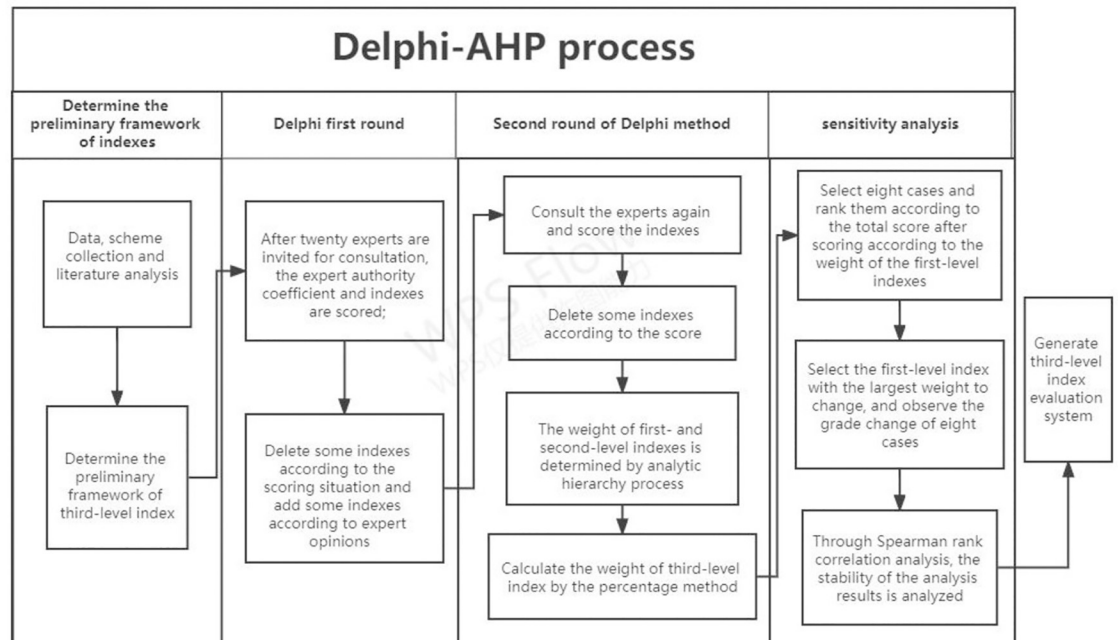 Delphi-AHP process
Determine the
preliminary framework
of indexes
Delphi first round
Second round of Delphi method
sensitivity analysis
Data, scheme
collection and
literature analysis
Determine the
preliminary
framework of
third-level index
After twenty experts are
invited for consultation,
the expert authority
coefficient and indexes
are scored;
Delete some indexes
according to the
scoring situation and
add some indexes
according to expert
opinions
Consult the experts again
and score the indexes
Delete some indexes
according to the score
The weight of first- and
second-level indexes is
determined by analytic
hierarchy process
Calculate the weight of third-level
index by the percentage method
Select eight cases and
rank them according to
the total score after
scoring according to the
weight of the first-level
indexes
Select the first-level index
with the largest weight to
change, and observe the
grade change of eight
cases
Through Spearman rank
correlation analysis, the
stability of the analysis
results is analyzed
Generate
third-level
index
evaluation
system
WPS Flow